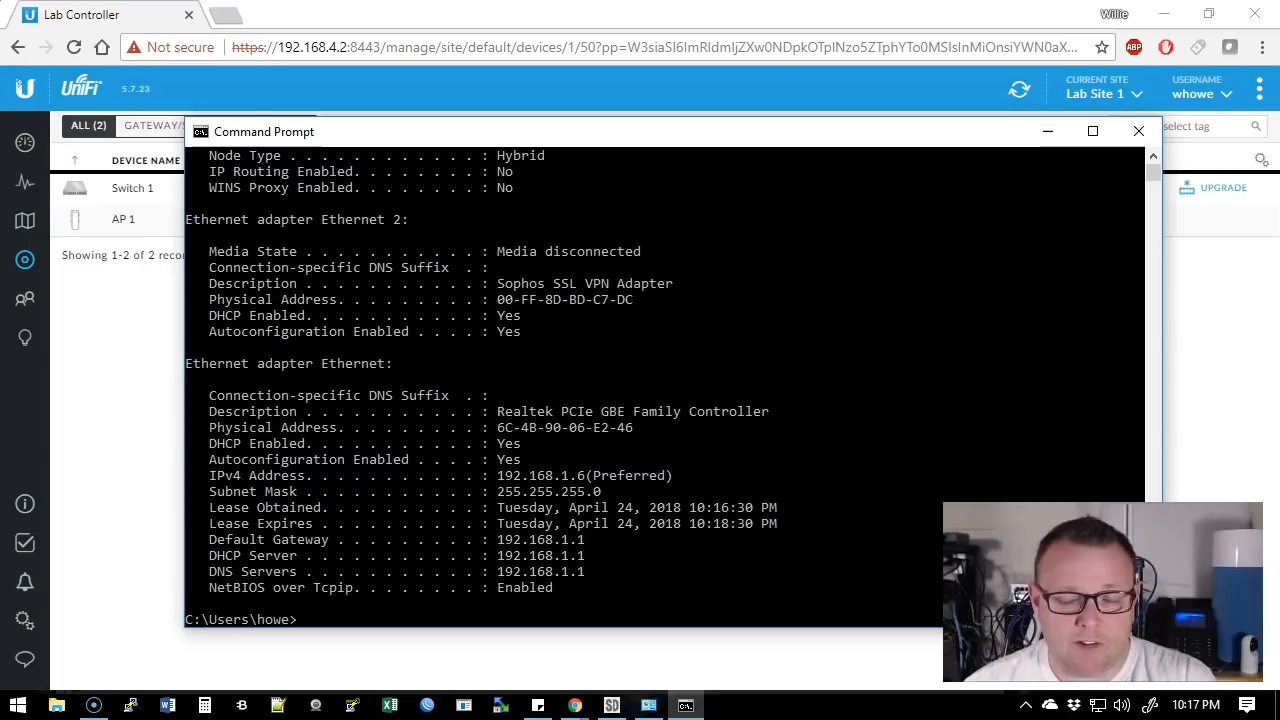 Lab Controller
Willie
Not secure
https://192.168.4.2:8443/manage/site/default/devices/1/50?pp=W3siaSI6ImRldmljZXw0NDpkOTplNzo5ZTphYTo0MSIsInMiOnsiYWN0aX...
ABP
UniFi
5.7.23
CURRENT SITE
Lab Site 1
USERNAME
whowe
ALL (2)
GATEWAY/S
select tag
DEVICE NAME
Switch 1
UPGRADE
AP 1
Showing 1-2 of 2 reco
Command Prompt
Node Type . . . . . . . . . . . . : Hybrid
IP Routing Enabled. . . . . . . . : No
WINS Proxy Enabled. . . . . . . . : No
Ethernet adapter Ethernet 2:
Media State . . . . . . . . . . . : Media disconnected
Connection-specific DNS Suffix  . :
Description . . . . . . . . . . . : Sophos SSL VPN Adapter
Physical Address. . . . . . . . . : 00-FF-8D-BD-C7-DC
DHCP Enabled. . . . . . . . . . . : Yes
Autoconfiguration Enabled . . . . : Yes
Ethernet adapter Ethernet:
Connection-specific DNS Suffix  . :
Description . . . . . . . . . . . : Realtek PCIe GBE Family Controller
Physical Address. . . . . . . . . : 6C-4B-90-06-E2-46
DHCP Enabled. . . . . . . . . . . : Yes
Autoconfiguration Enabled . . . . : Yes
IPv4 Address. . . . . . . . . . . : 192.168.1.6(Preferred)
Subnet Mask . . . . . . . . . . . : 255.255.255.0
Lease Obtained. . . . . . . . . . : Tuesday, April 24, 2018 10:16:30 PM
Lease Expires . . . . . . . . . . : Tuesday, April 24, 2018 10:18:30 PM
Default Gateway . . . . . . . . . : 192.168.1.1
DHCP Server . . . . . . . . . . . : 192.168.1.1
DNS Servers . . . . . . . . . . . : 192.168.1.1
NetBIOS over Tcpip. . . . . . . . : Enabled
C:\Users\howe>
10:17 PM